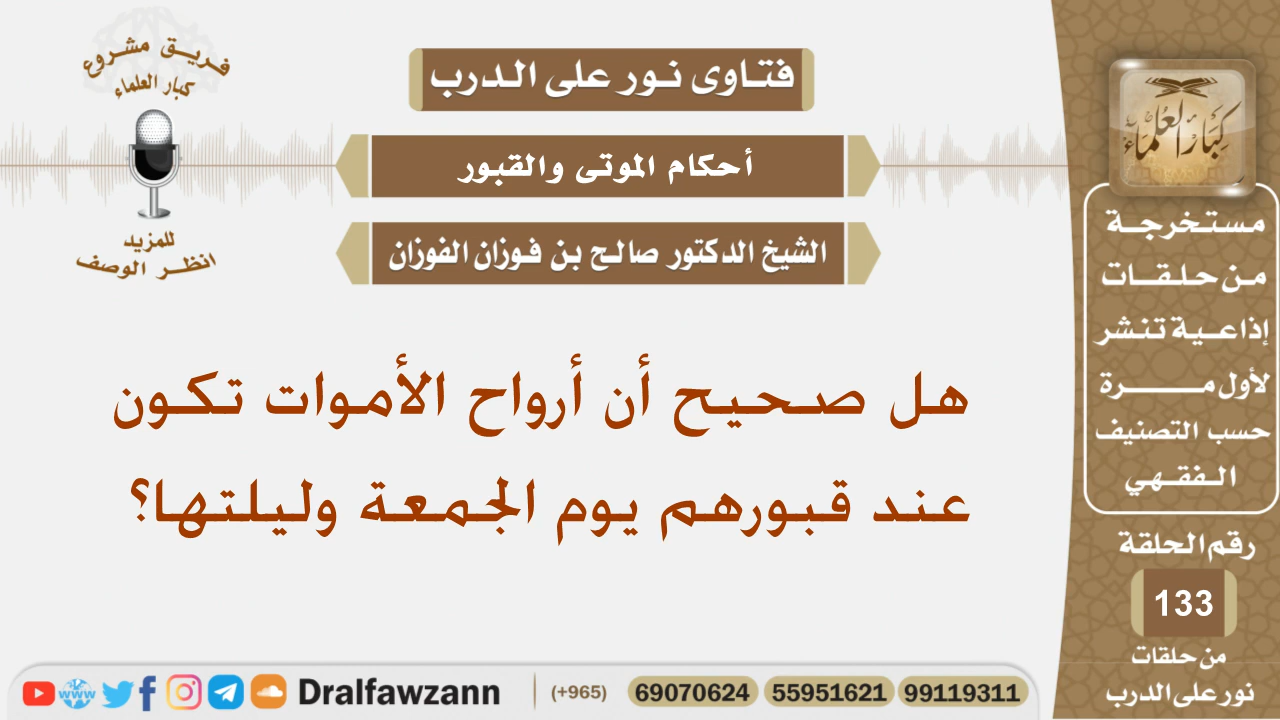 فريق مشروع
كبار العلماء
للمزيد
انظر الوصف
فتاوى نور على الدرب
أحكام الموتى والقبور
الشيخ الدكتور صالح بن فوزان الفوزان
هل صحيح أن أرواح الأموات تكون
عند قبورهم يوم الجمعة وليلتها؟
كبار العلماء
مستخرجة
من حلقات
إذاعية تنشر
لأول مرة
حسب التصنيف
الفقهي
رقم الحلقة
133
من حلقات
نور على الدرب
www Dralfawzann (+965) 69070624 55951621 99119311